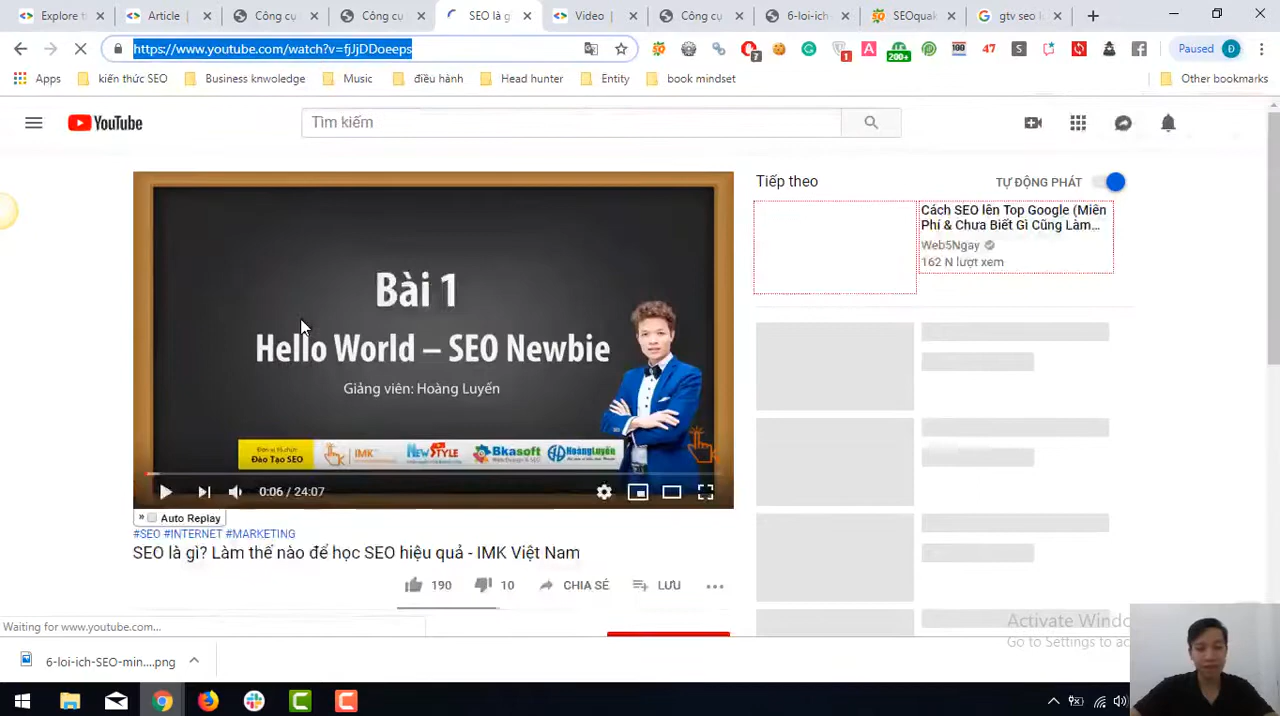 Explore t
Article |
Công cụ
Công cụ
SEO là g
Video |
Công cụ
6-loi-ich
SEOquak
gtv seo l
https://www.youtube.com/watch?v=fjJjDDoeeps
Paused
Apps
kiến thức SEO
Business knwoledge
Music
điều hành
Head hunter
Entity
book mindset
Other bookmarks
YouTube
Tìm kiếm
Bài 1
Hello World – SEO Newbie
Giảng viên: Hoàng Luyến
Đào Tạo SEO
IMK
NEWSTYLE
Bkasoft
HoàngLuyến
0:06 / 24:07
Auto Replay
#SEO #INTERNET #MARKETING
SEO là gì? Làm thế nào để học SEO hiệu quả - IMK Việt Nam
190
10
CHIA SẺ
LƯU
Tiếp theo
TỰ ĐỘNG PHÁT
Cách SEO lên Top Google (Miễn
Phí & Chưa Biết Gì Cũng Làm...
Web5Ngay
162 N lượt xem
Waiting for www.youtube.com...
Activate Windo
Go to Settings to ac
6-loi-ich-SEO-min....png